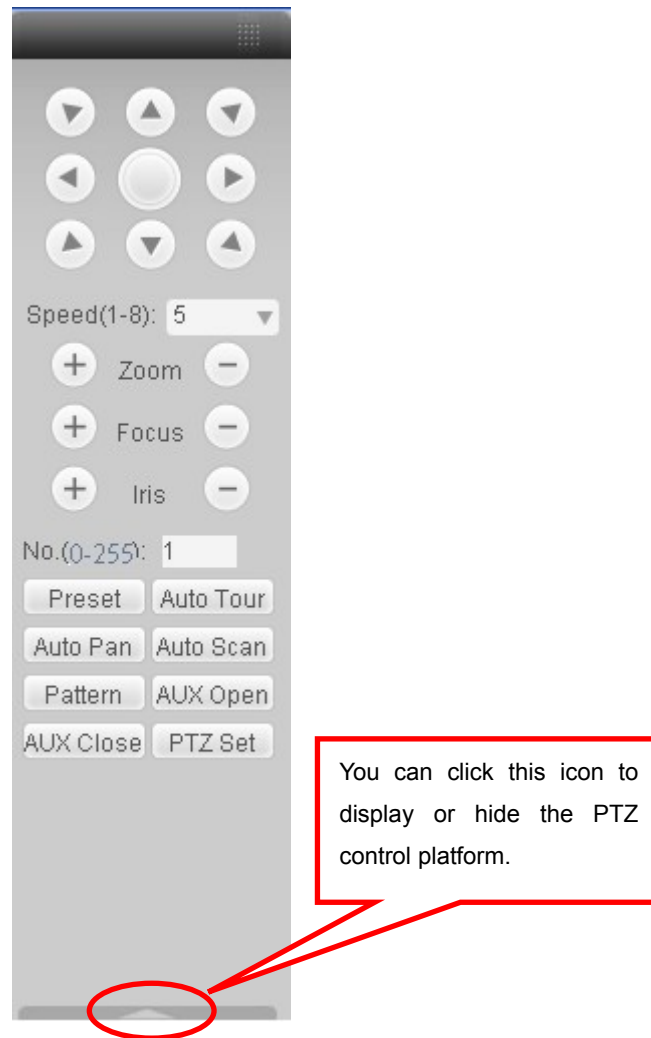 Speed(1-8): 5
+ Zoom −
+ Focus −
+ Iris −
No.(0-255): 1
Preset Auto Tour
Auto Pan Auto Scan
Pattern AUX Open
AUX Close PTZ Set
You can click this icon to
display or hide the PTZ
control platform.